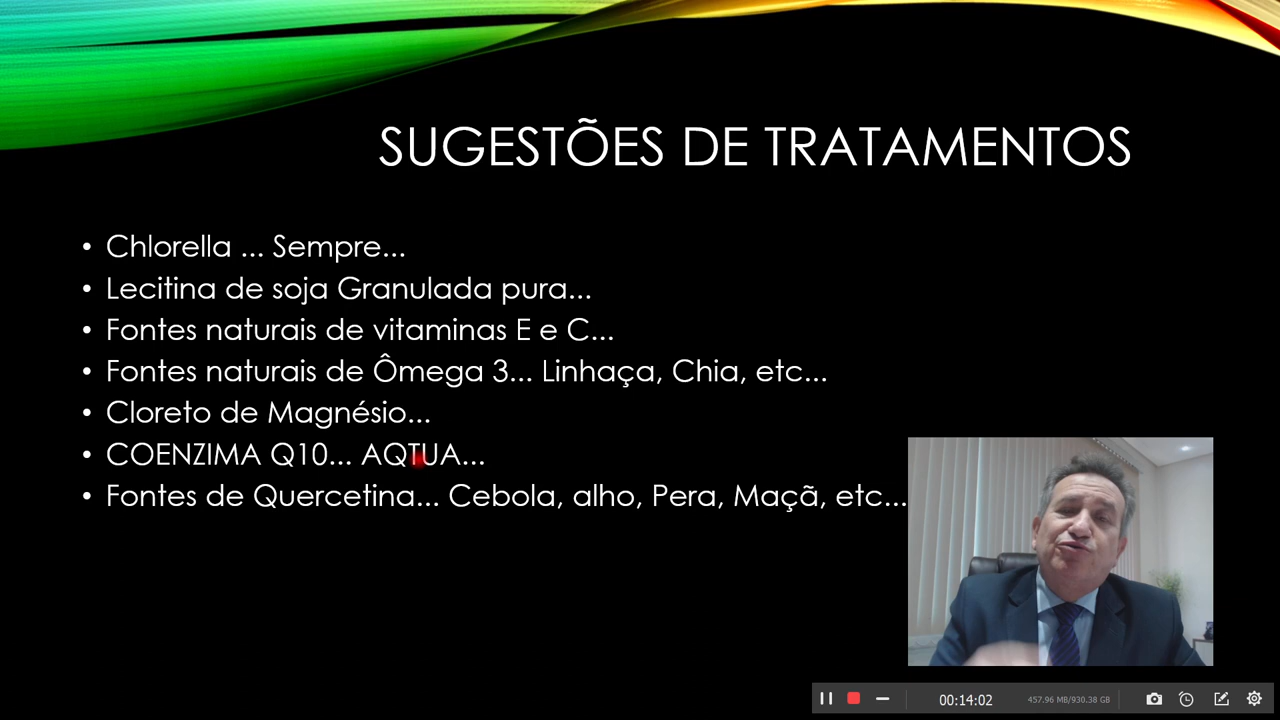 SUGESTÕES DE TRATAMENTOS
• Chlorella ... Sempre...
• Lecitina de soja Granulada pura...
• Fontes naturais de vitaminas E e C...
• Fontes naturais de Ômega 3... Linhaça, Chia, etc...
• Cloreto de Magnésio...
• COENZIMA Q10... AQTUA...
• Fontes de Quercetina... Cebola, alho, Pera, Maçã, etc...
00:14:02 457.96 MB/930.38 GB